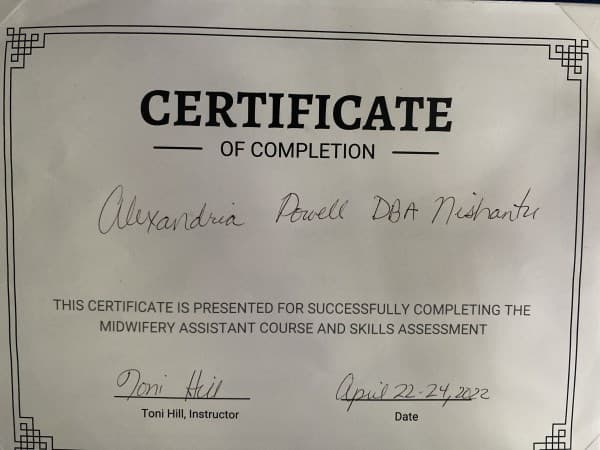 CERTIFICATE
OF COMPLETION
Alexandria Powell DBA Nishantu
THIS CERTIFICATE IS PRESENTED FOR SUCCESSFULLY COMPLETING THE
MIDWIFERY ASSISTANT COURSE AND SKILLS ASSESSMENT
Toni Hill
Toni Hill, Instructor
April 22-24, 2022
Date